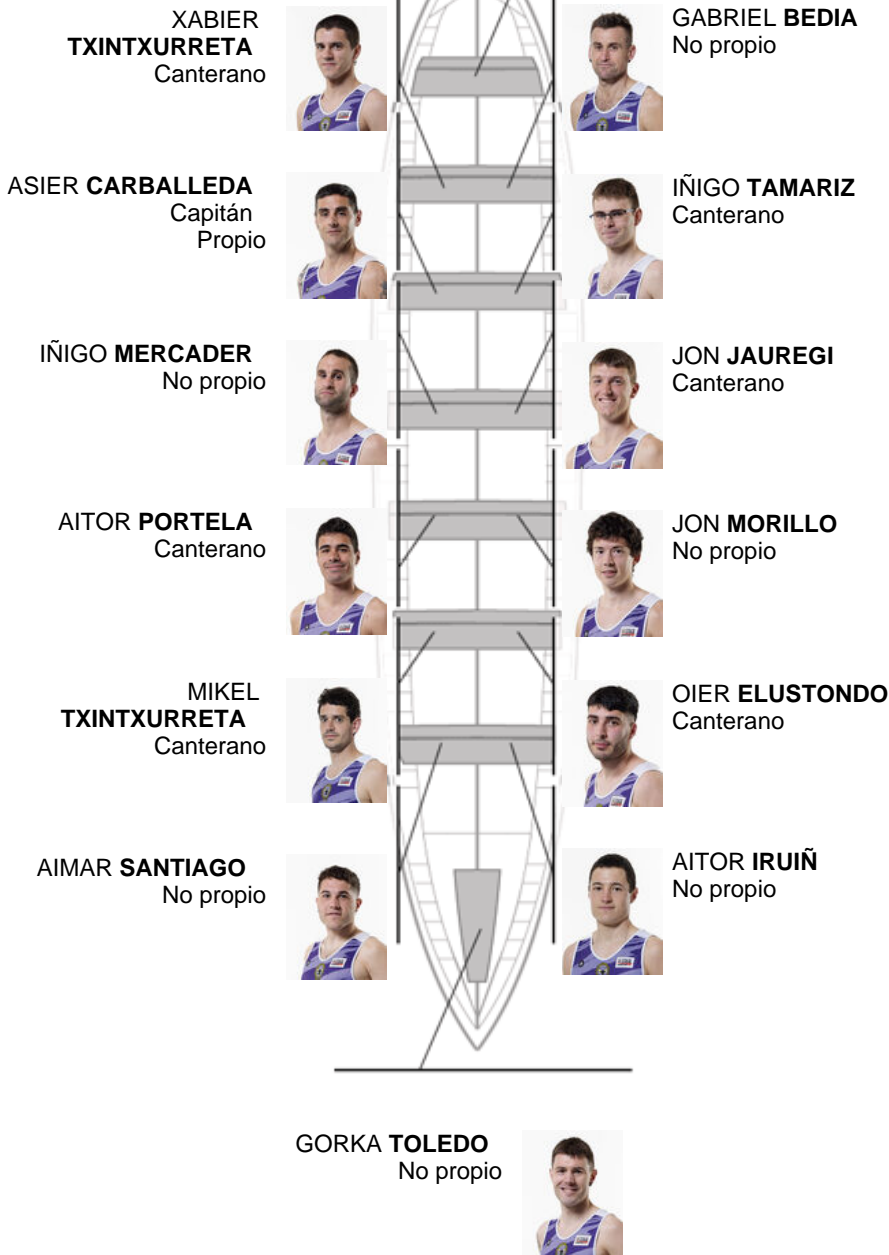 XABIER
TXINTXURRETA
Canterano
GABRIEL BEDIA
No propio
ASIER CARBALLEDA
Capitán
Propio
IÑIGO TAMARIZ
Canterano
IÑIGO MERCADER
No propio
JON JAUREGI
Canterano
AITOR PORTELA
Canterano
JON MORILLO
No propio
MIKEL
TXINTXURRETA
Canterano
OIER ELUSTONDO
Canterano
AIMAR SANTIAGO
No propio
AITOR IRUIÑ
No propio
GORKA TOLEDO
No propio